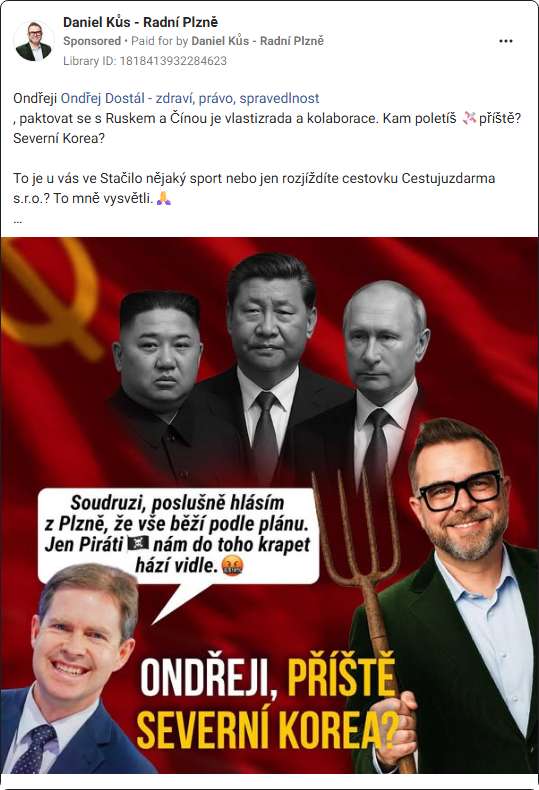 Daniel Kůs - Radní Plzně
Sponsored • Paid for by Daniel Kůs - Radní Plzně
Library ID: 1818413932284623
Ondřeji Ondřej Dostál - zdraví, právo, spravedlnost
, paktovat se s Ruskem a Čínou je vlastizrada a kolaborace. Kam poletíš 💸 příště?
Severní Korea?
To je u vás ve Stačilo nějaký sport nebo jen rozjíždíte cestovku Cestujuzdarma
s.r.o.? To mně vysvětli. 🙏
...
Soudruzi, poslušně hlásím
z Plzně, že vše běží podle plánu.
Jen Piráti 🏴‍☠️ nám do toho krapet
hází vidle. 🤬
ONDŘEJI, PŘÍŠTĚ
SEVERNÍ KOREA?